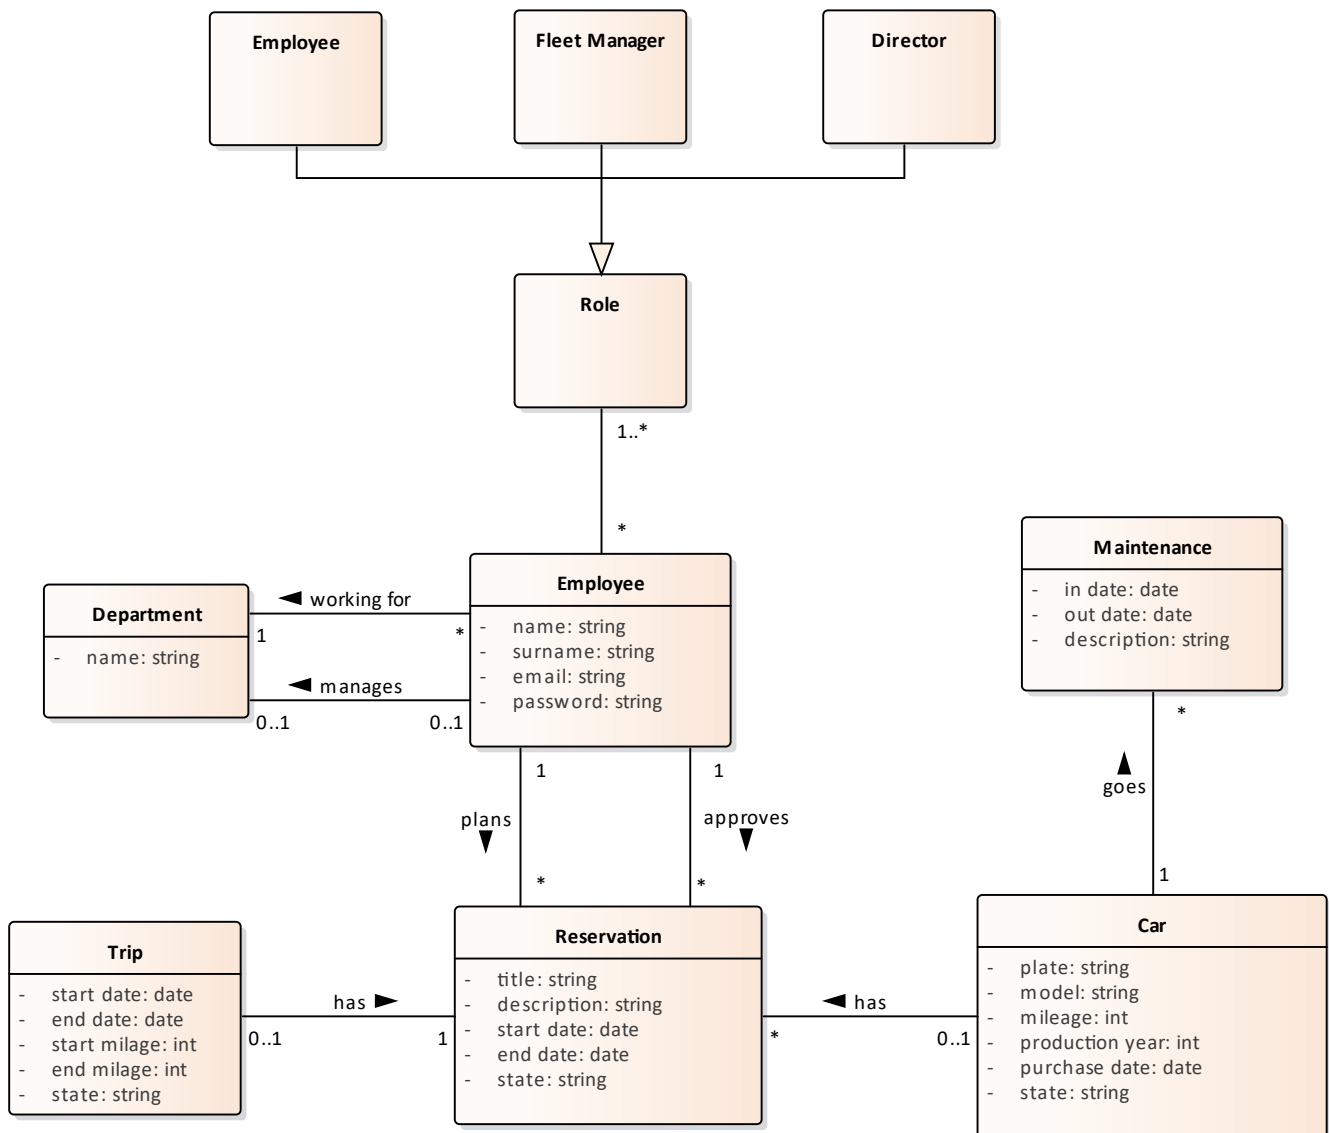 Employee
Fleet Manager
Director
Role
1..*
*
Employee
- name: string
- surname: string
- email: string
- password: string
Department
- name: string
working for
1
*
manages
0..1
0..1
Maintenance
- in date: date
- out date: date
- description: string
*
goes
1
1
1
plans
approves
*
*
Trip
- start date: date
- end date: date
- start milage: int
- end milage: int
- state: string
has
0..1
1
Reservation
- title: string
- description: string
- start date: date
- end date: date
- state: string
has
*
0..1
Car
- plate: string
- model: string
- mileage: int
- production year: int
- purchase date: date
- state: string